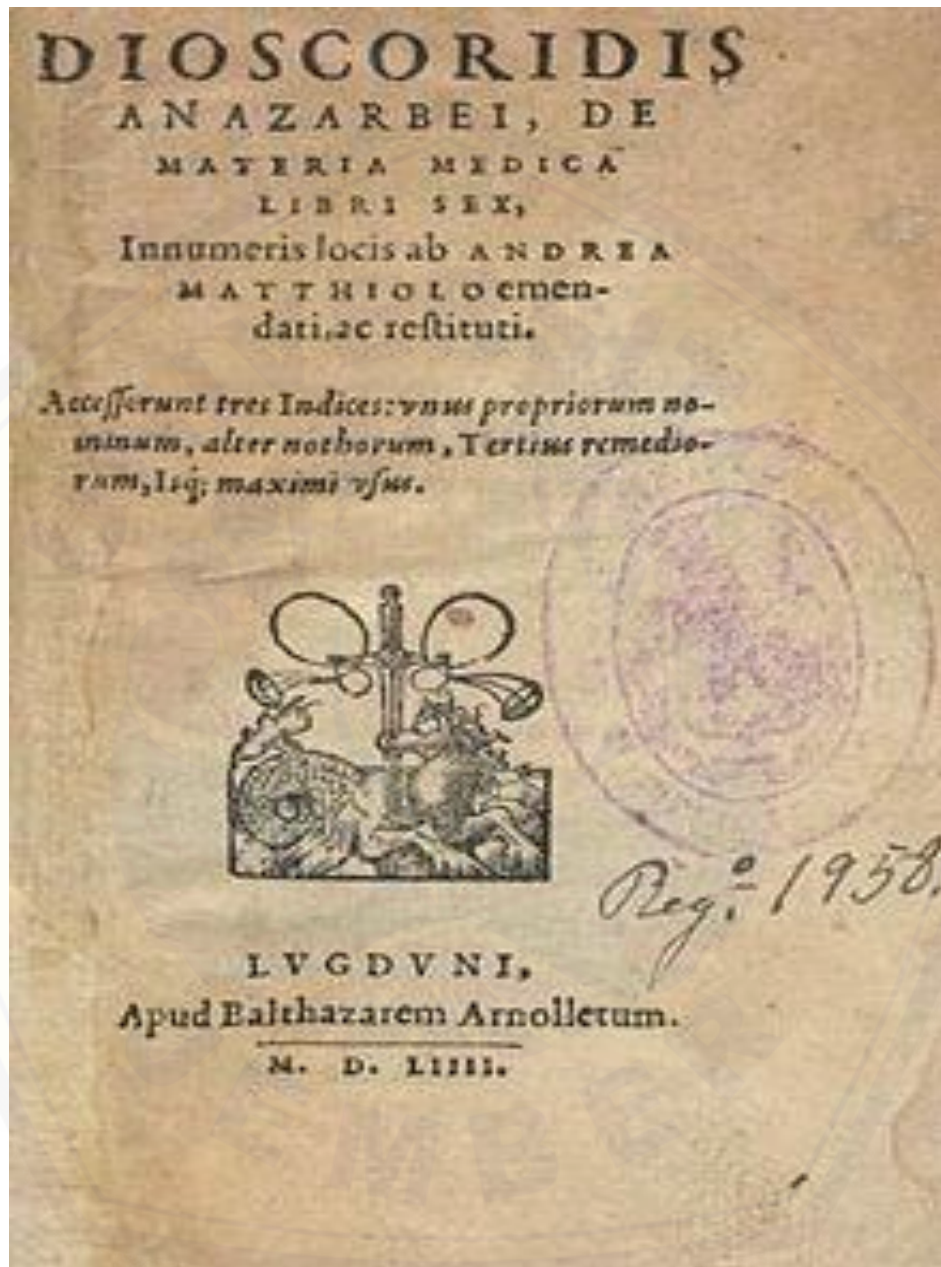 DIOSCORIDIS
ANAZARBEI, DE
MATERIA MEDICA
LIBRI SEX,
Innumeris locis ab ANDREA
MATTHIOLO emen-
dati, ac reſtituti.
Acceſſerunt tres Indices: vnus propriorum no-
minum, alter nothorum, Tertius remedio-
rum, Isq; maximi vſus.
Reg.º 1958.
LVGDVNI,
Apud Balthazarem Arnolletum.
M. D. LIIII.